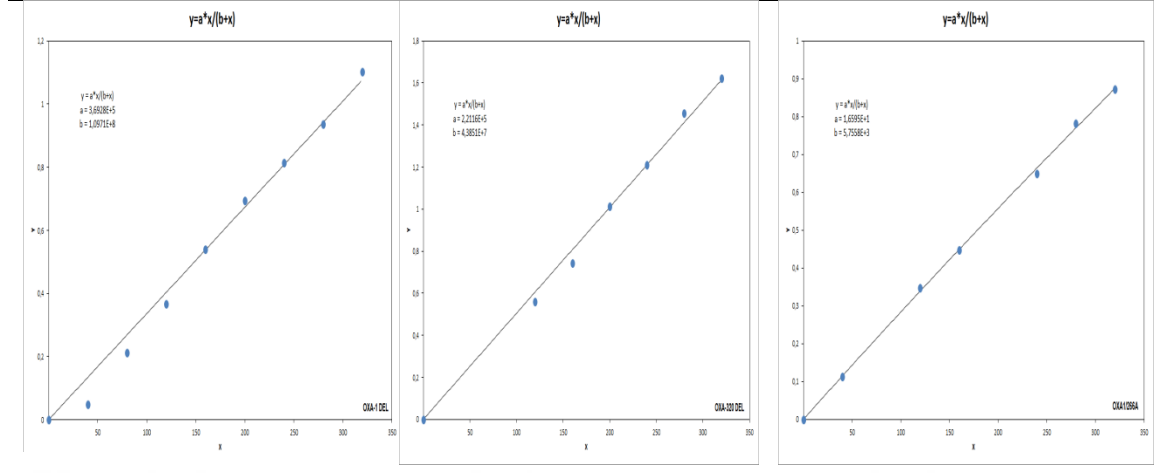 y=a*x/(b+x)
1,2
1
0,8
0,6
0,4
0,2
0
y = a*x/(b+x)
a = 3,6928E+5
b = 1,0971E+8
OXA-1 DEL
50
100
150
200
250
300
350
x
y=a*x/(b+x)
1,8
1,6
1,4
1,2
1
0,8
0,6
0,4
0,2
0
y = a*x/(b+x)
a = 2,2116E+5
b = 4,3851E+7
OXA-320 DEL
50
100
150
200
250
300
350
x
y=a*x/(b+x)
1
0,9
0,8
0,7
0,6
0,5
0,4
0,3
0,2
0,1
0
y = a*x/(b+x)
a = 1,6595E+1
b = 5,7558E+3
50
100
150
200
250
300
350
x